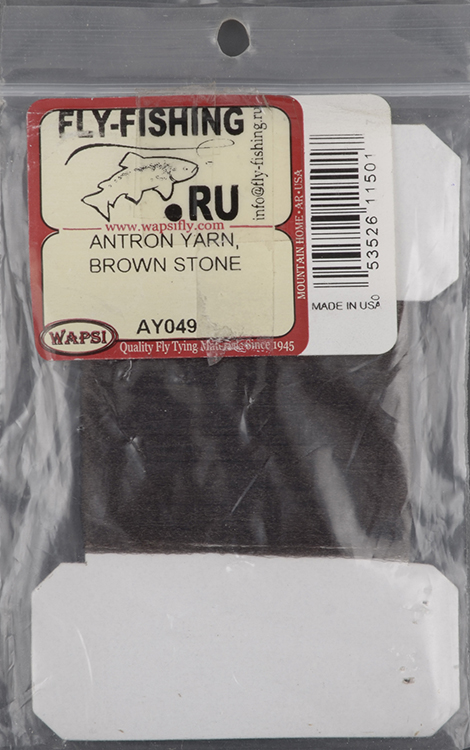 FLY-FISHING
.RU
info@fly-fishing.ru
www.wapsifly.com
ANTRON YARN,
BROWN STONE
WAPSI
AY049
Quality Fly Tying Materials Since 1945
MOUNTAIN HOME • AR • USA
53526 11501
0
MADE IN USA